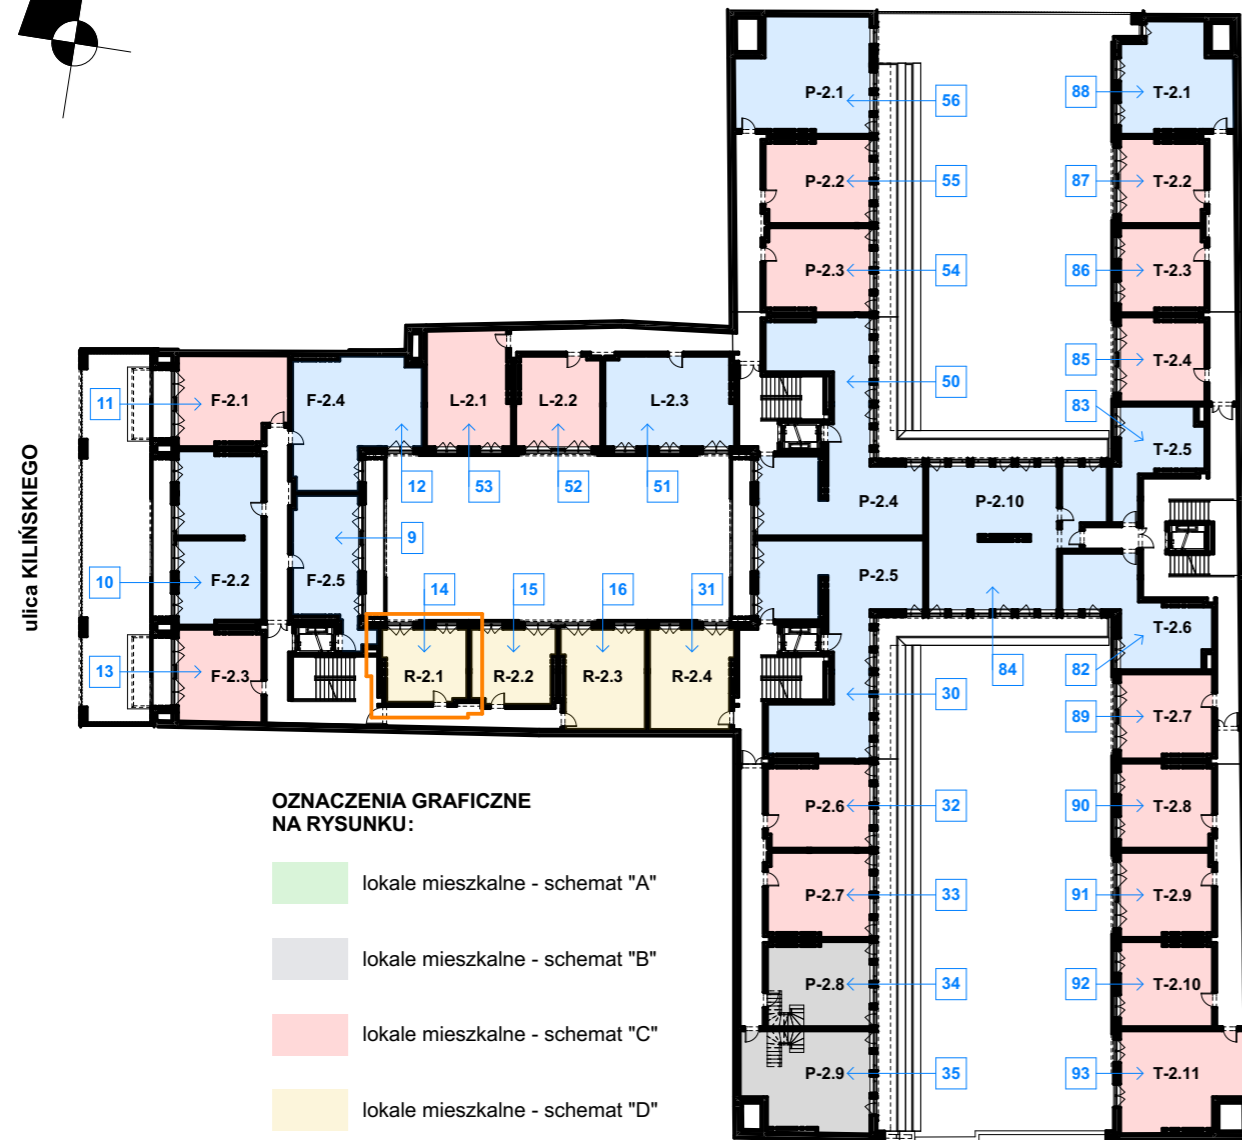 P-2.1
56
88
T-2.1
P-2.2
55
87
T-2.2
P-2.3
54
86
T-2.3
50
85
T-2.4
11
F-2.1
F-2.4
L-2.1
L-2.2
L-2.3
83
T-2.5
12
53
52
51
P-2.4
P-2.10
ulica KILIŃSKIEGO
9
10
F-2.2
F-2.5
14
15
16
31
P-2.5
T-2.6
13
F-2.3
R-2.1
R-2.2
R-2.3
R-2.4
30
84
82
89
T-2.7
OZNACZENIA GRAFICZNE
NA RYSUNKU:
P-2.6
32
90
T-2.8
lokale mieszkalne - schemat "A"
P-2.7
33
91
T-2.9
lokale mieszkalne - schemat "B"
P-2.8
34
92
T-2.10
lokale mieszkalne - schemat "C"
P-2.9
35
93
T-2.11
lokale mieszkalne - schemat "D"